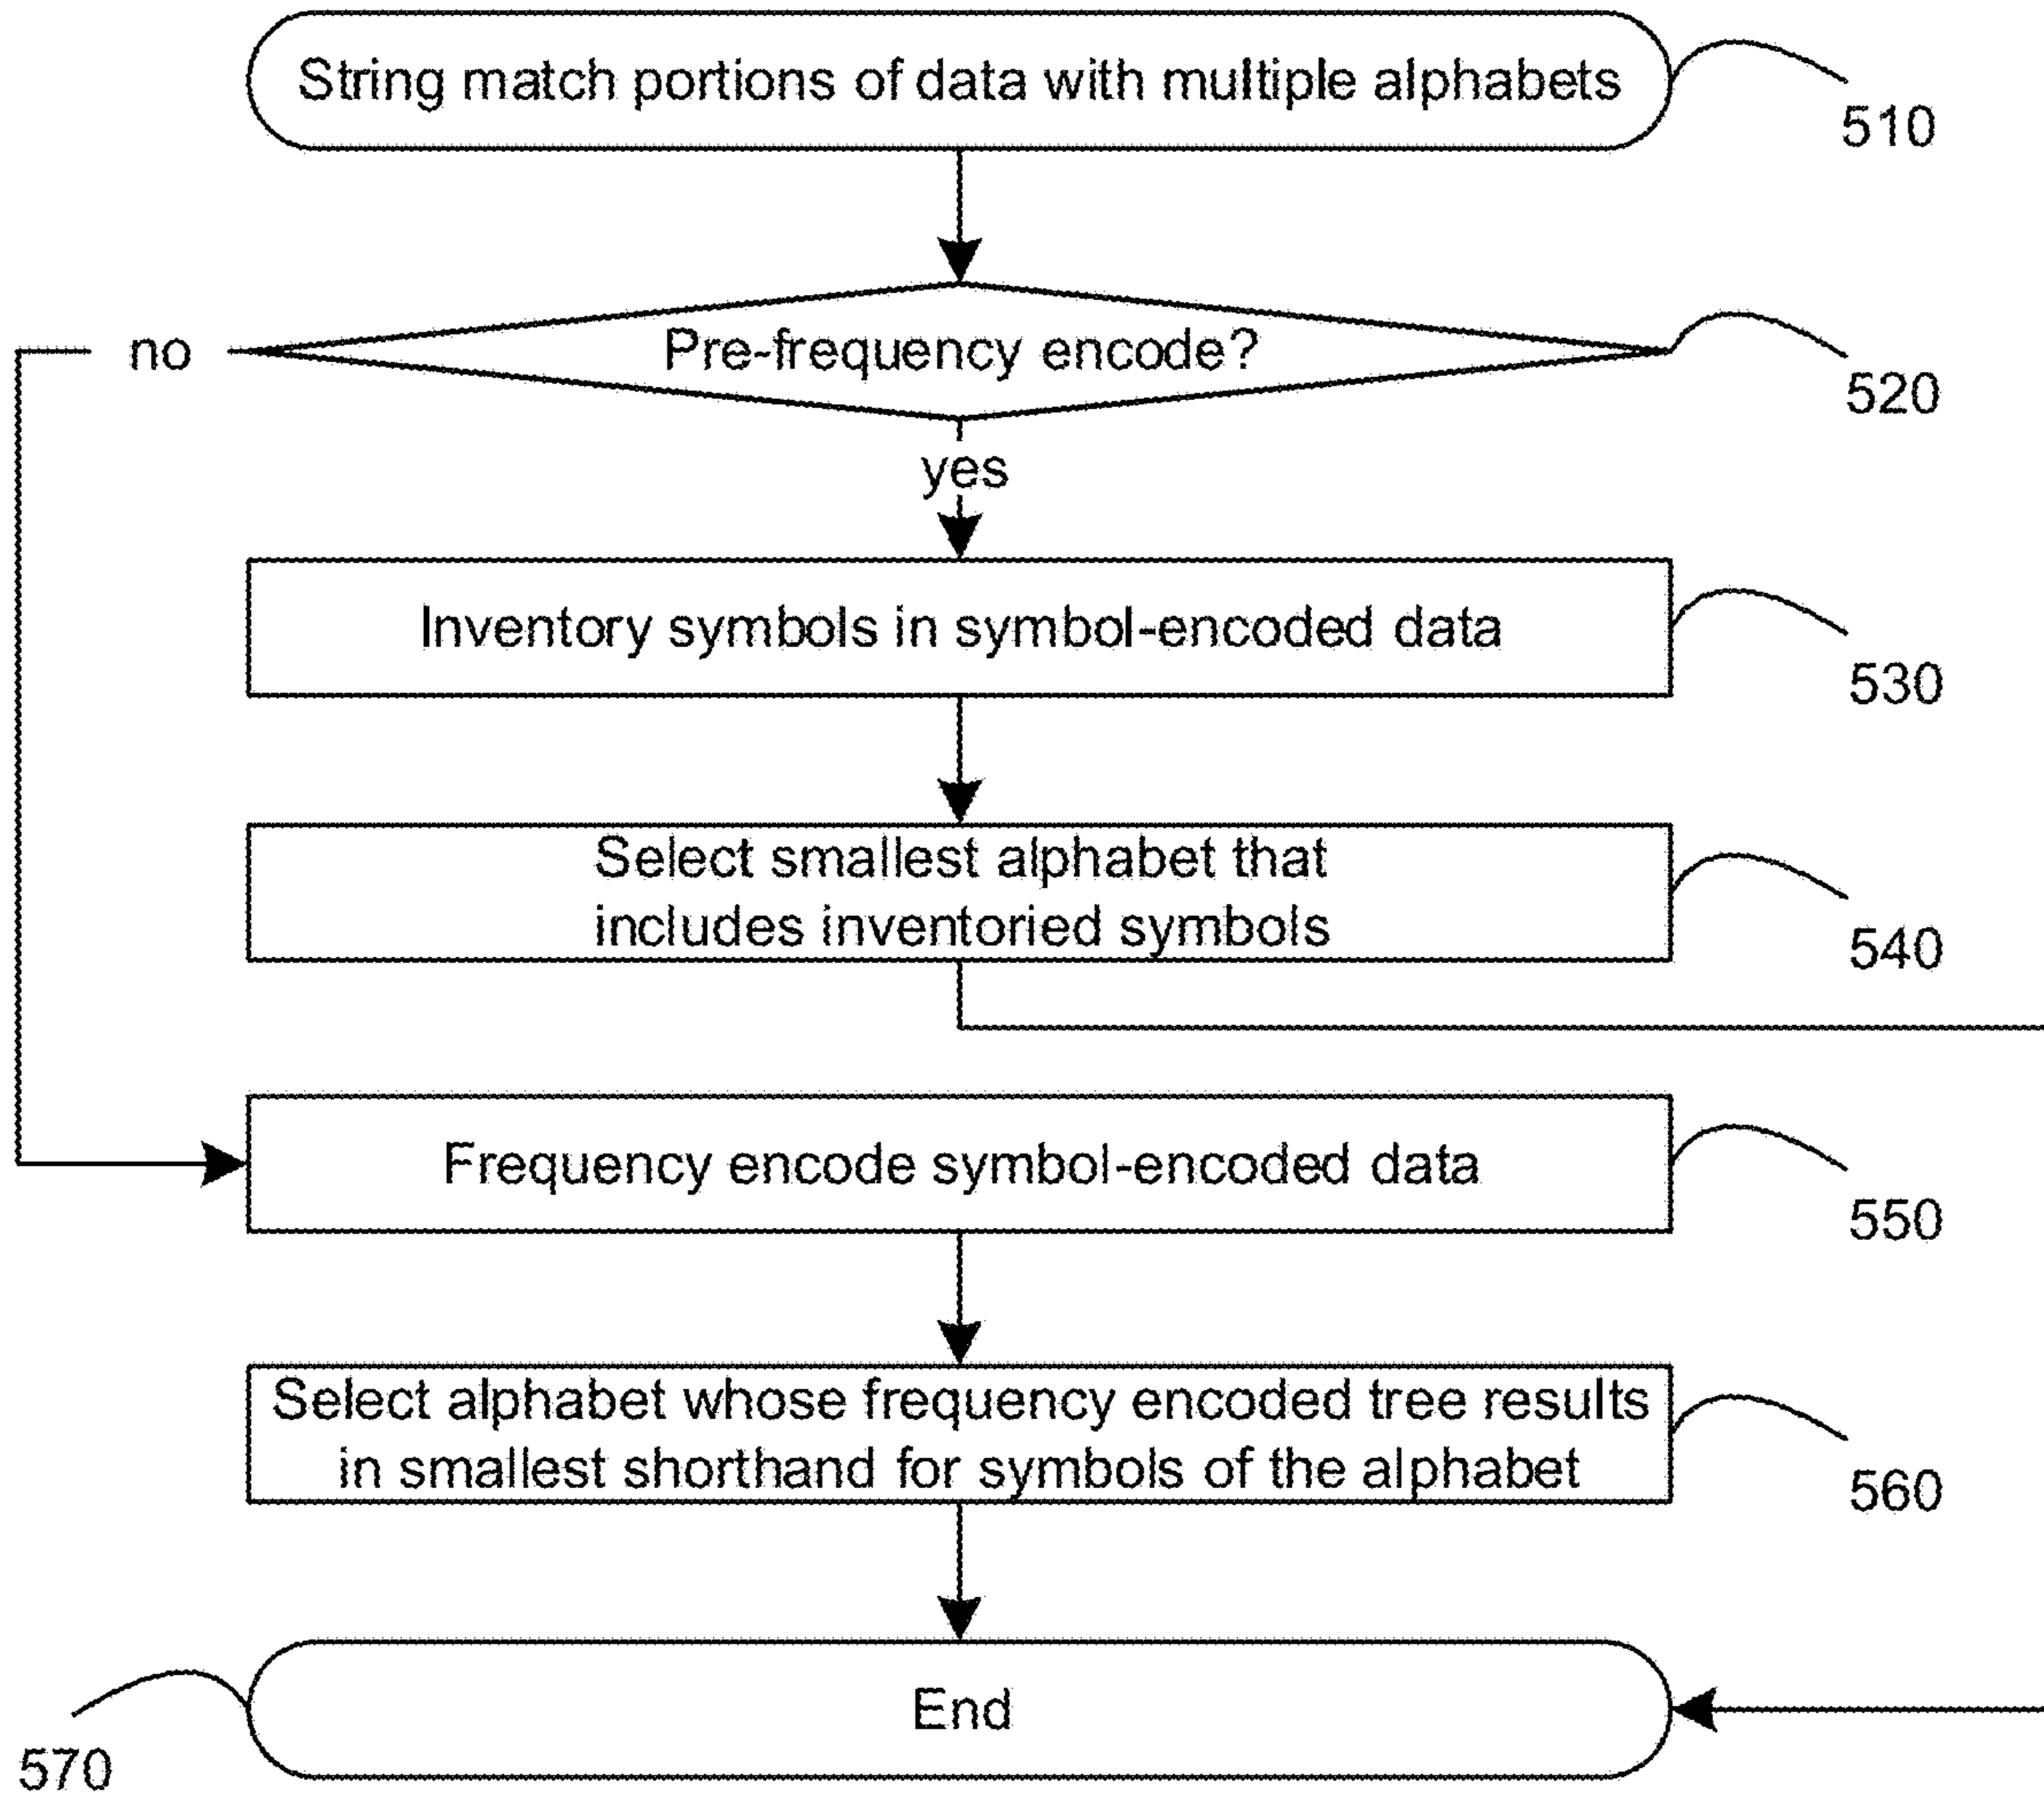 String match portions of data with multiple alphabets
510
Pre-frequency encode?
no
520
yes
Inventory symbols in symbol-encoded data
530
Select smallest alphabet that
includes inventoried symbols
540
Frequency encode symbol-encoded data
550
Select alphabet whose frequency encoded tree results
in smallest shorthand for symbols of the alphabet
560
End
570